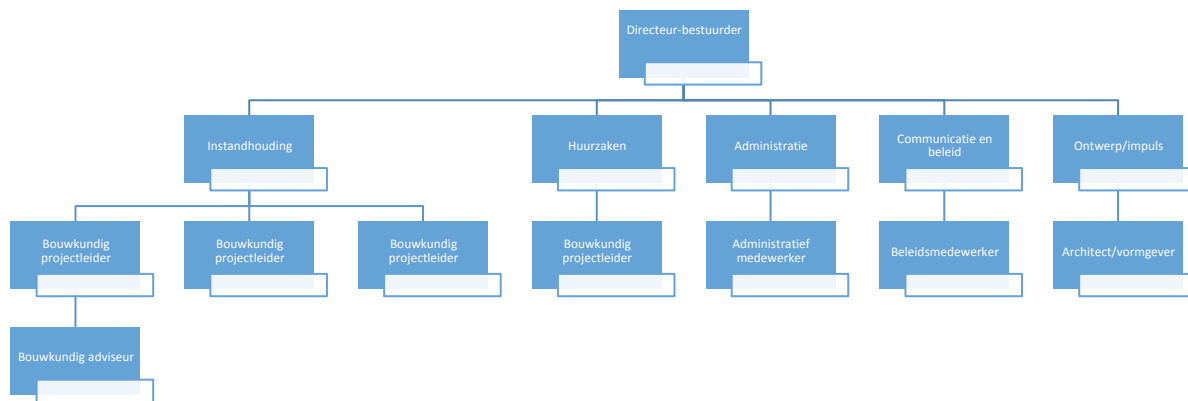 Directeur-bestuurder
Instandhouding
Huurzaken
Administratie
Communicatie en
beleid
Ontwerp/impuls
Bouwkundig
projectleider
Bouwkundig
projectleider
Bouwkundig
projectleider
Bouwkundig
projectleider
Administratief
medewerker
Beleidsmedewerker
Architect/vormgever
Bouwkundig adviseur